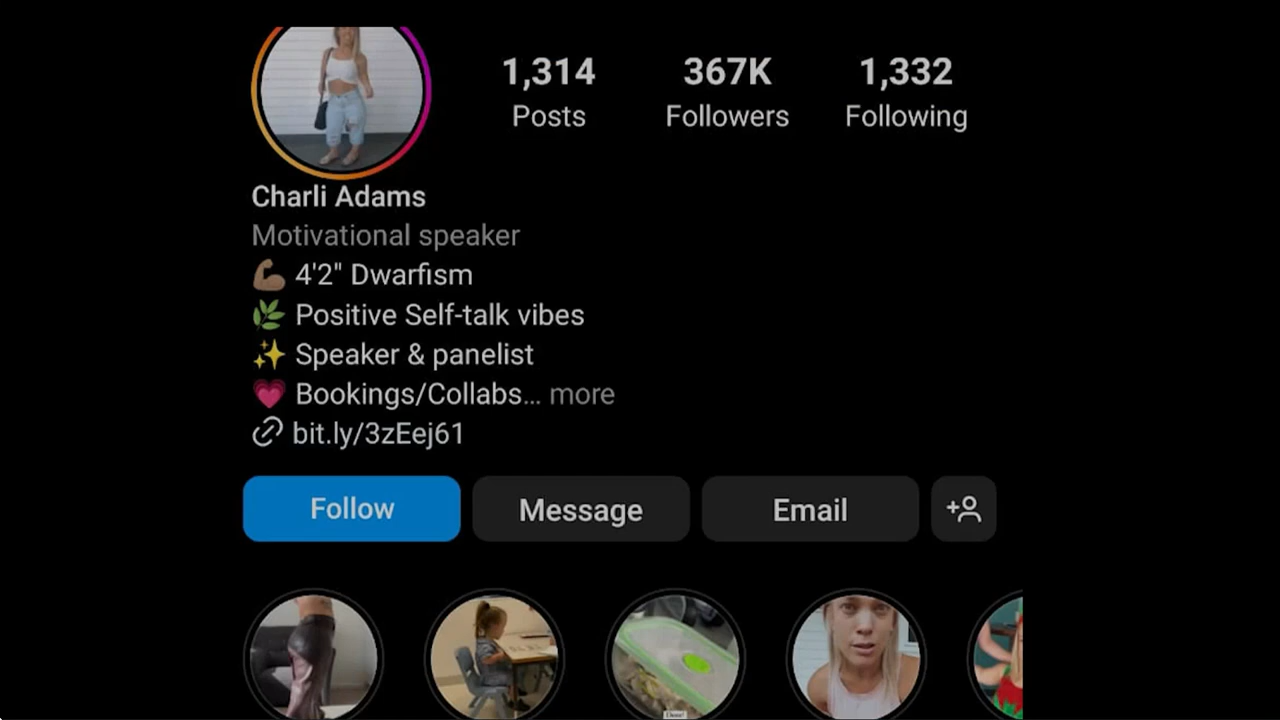 1,314 367K 1,332
Posts Followers Following
Charli Adams
Motivational speaker
💪🏽 4'2" Dwarfism
🌿 Positive Self-talk vibes
✨ Speaker & panelist
💗 Bookings/Collabs... more
bit.ly/3zEej61
Follow Message Email